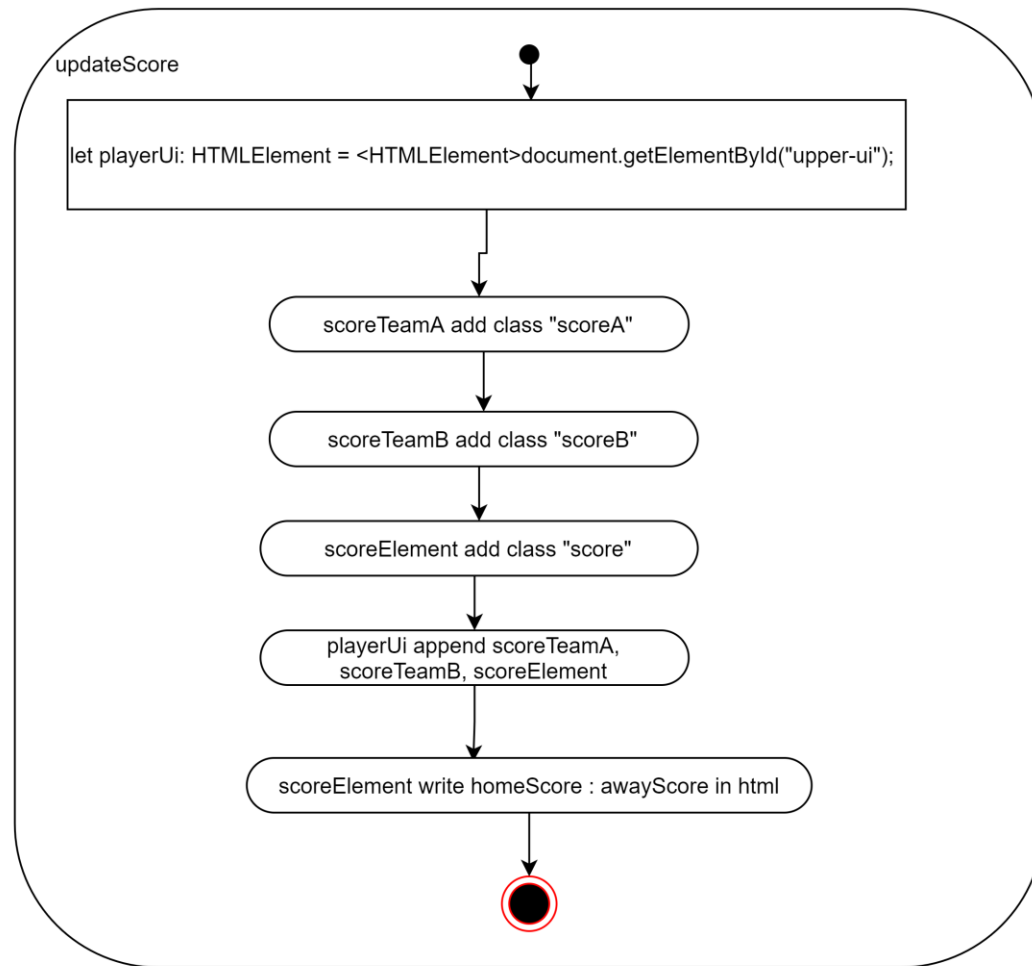 updateScore
let playerUi: HTMLElement = <HTMLElement>document.getElementById("upper-ui");
scoreTeamA add class "scoreA"
scoreTeamB add class "scoreB"
scoreElement add class "score"
playerUi append scoreTeamA,
scoreTeamB, scoreElement
scoreElement write homeScore : awayScore in html